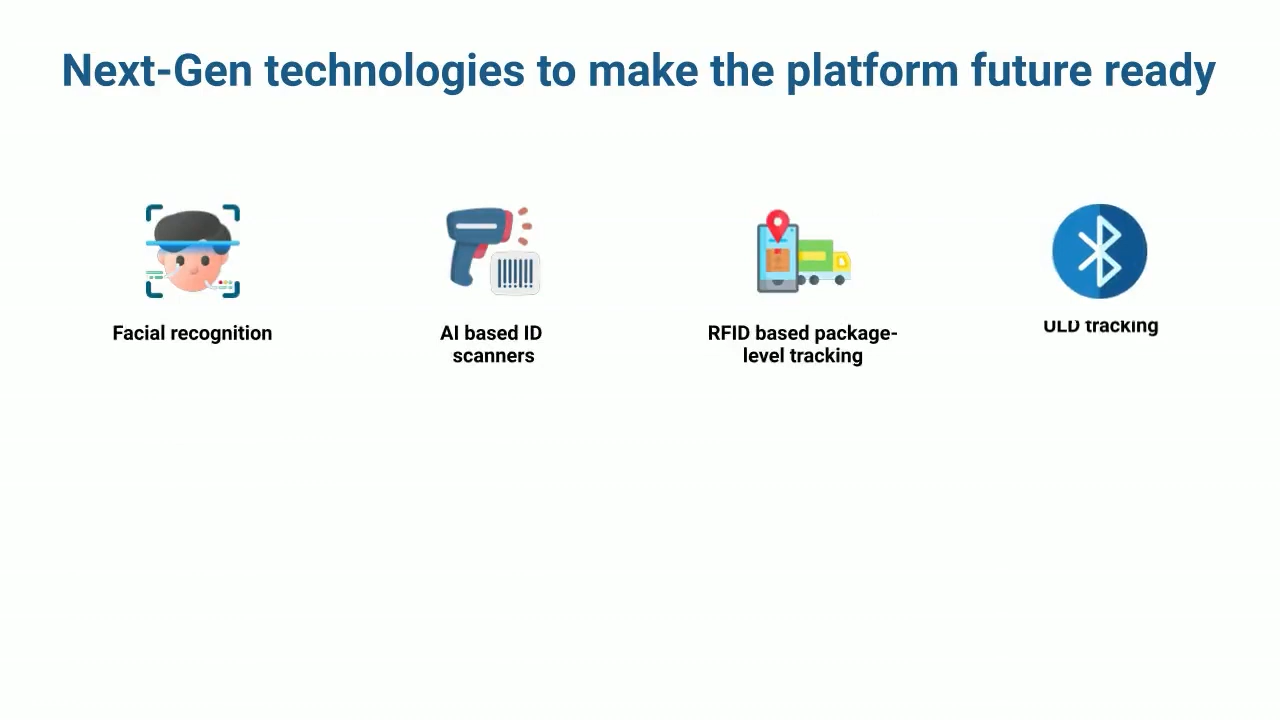 Next-Gen technologies to make the platform future ready
Facial recognition
AI based ID
scanners
RFID based package-
level tracking
ULD tracking